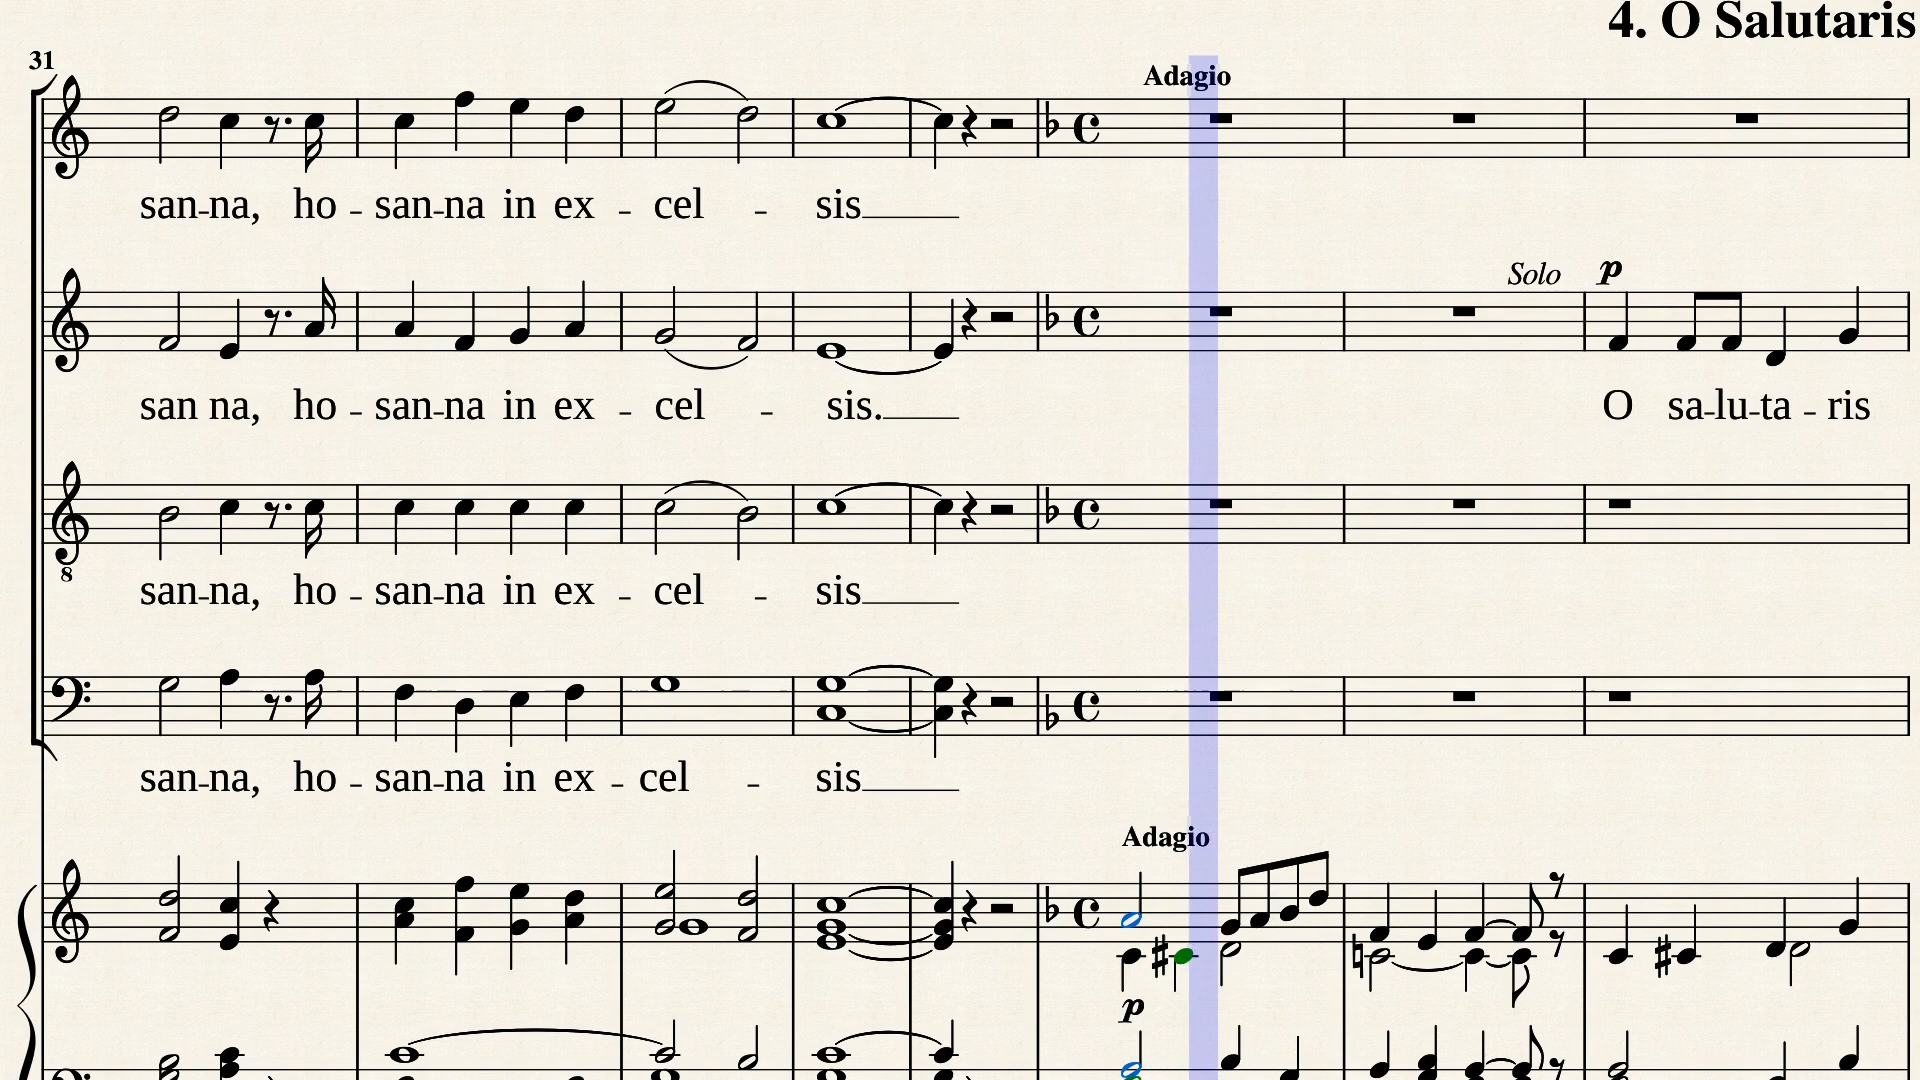 4. O Salutaris
31
Adagio
san-na, ho - san-na in ex - cel - sis
Solo p
san na, ho - san-na in ex - cel - sis. O sa-lu-ta - ris
8
san-na, ho - san-na in ex - cel - sis
san-na, ho - san-na in ex - cel - sis
Adagio
p